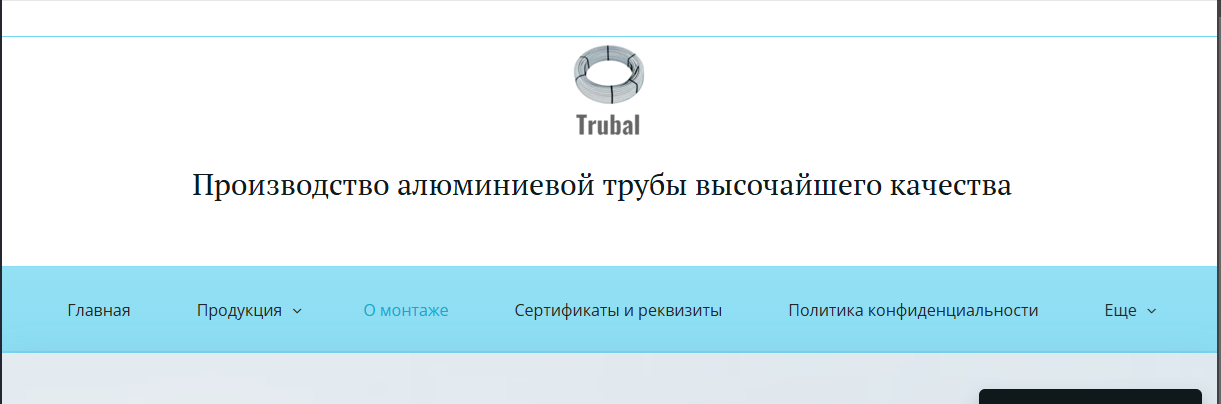 Trubal
Производство алюминиевой трубы высочайшего качества
Главная Продукция О монтаже Сертификаты и реквизиты Политика конфиденциальности Еще